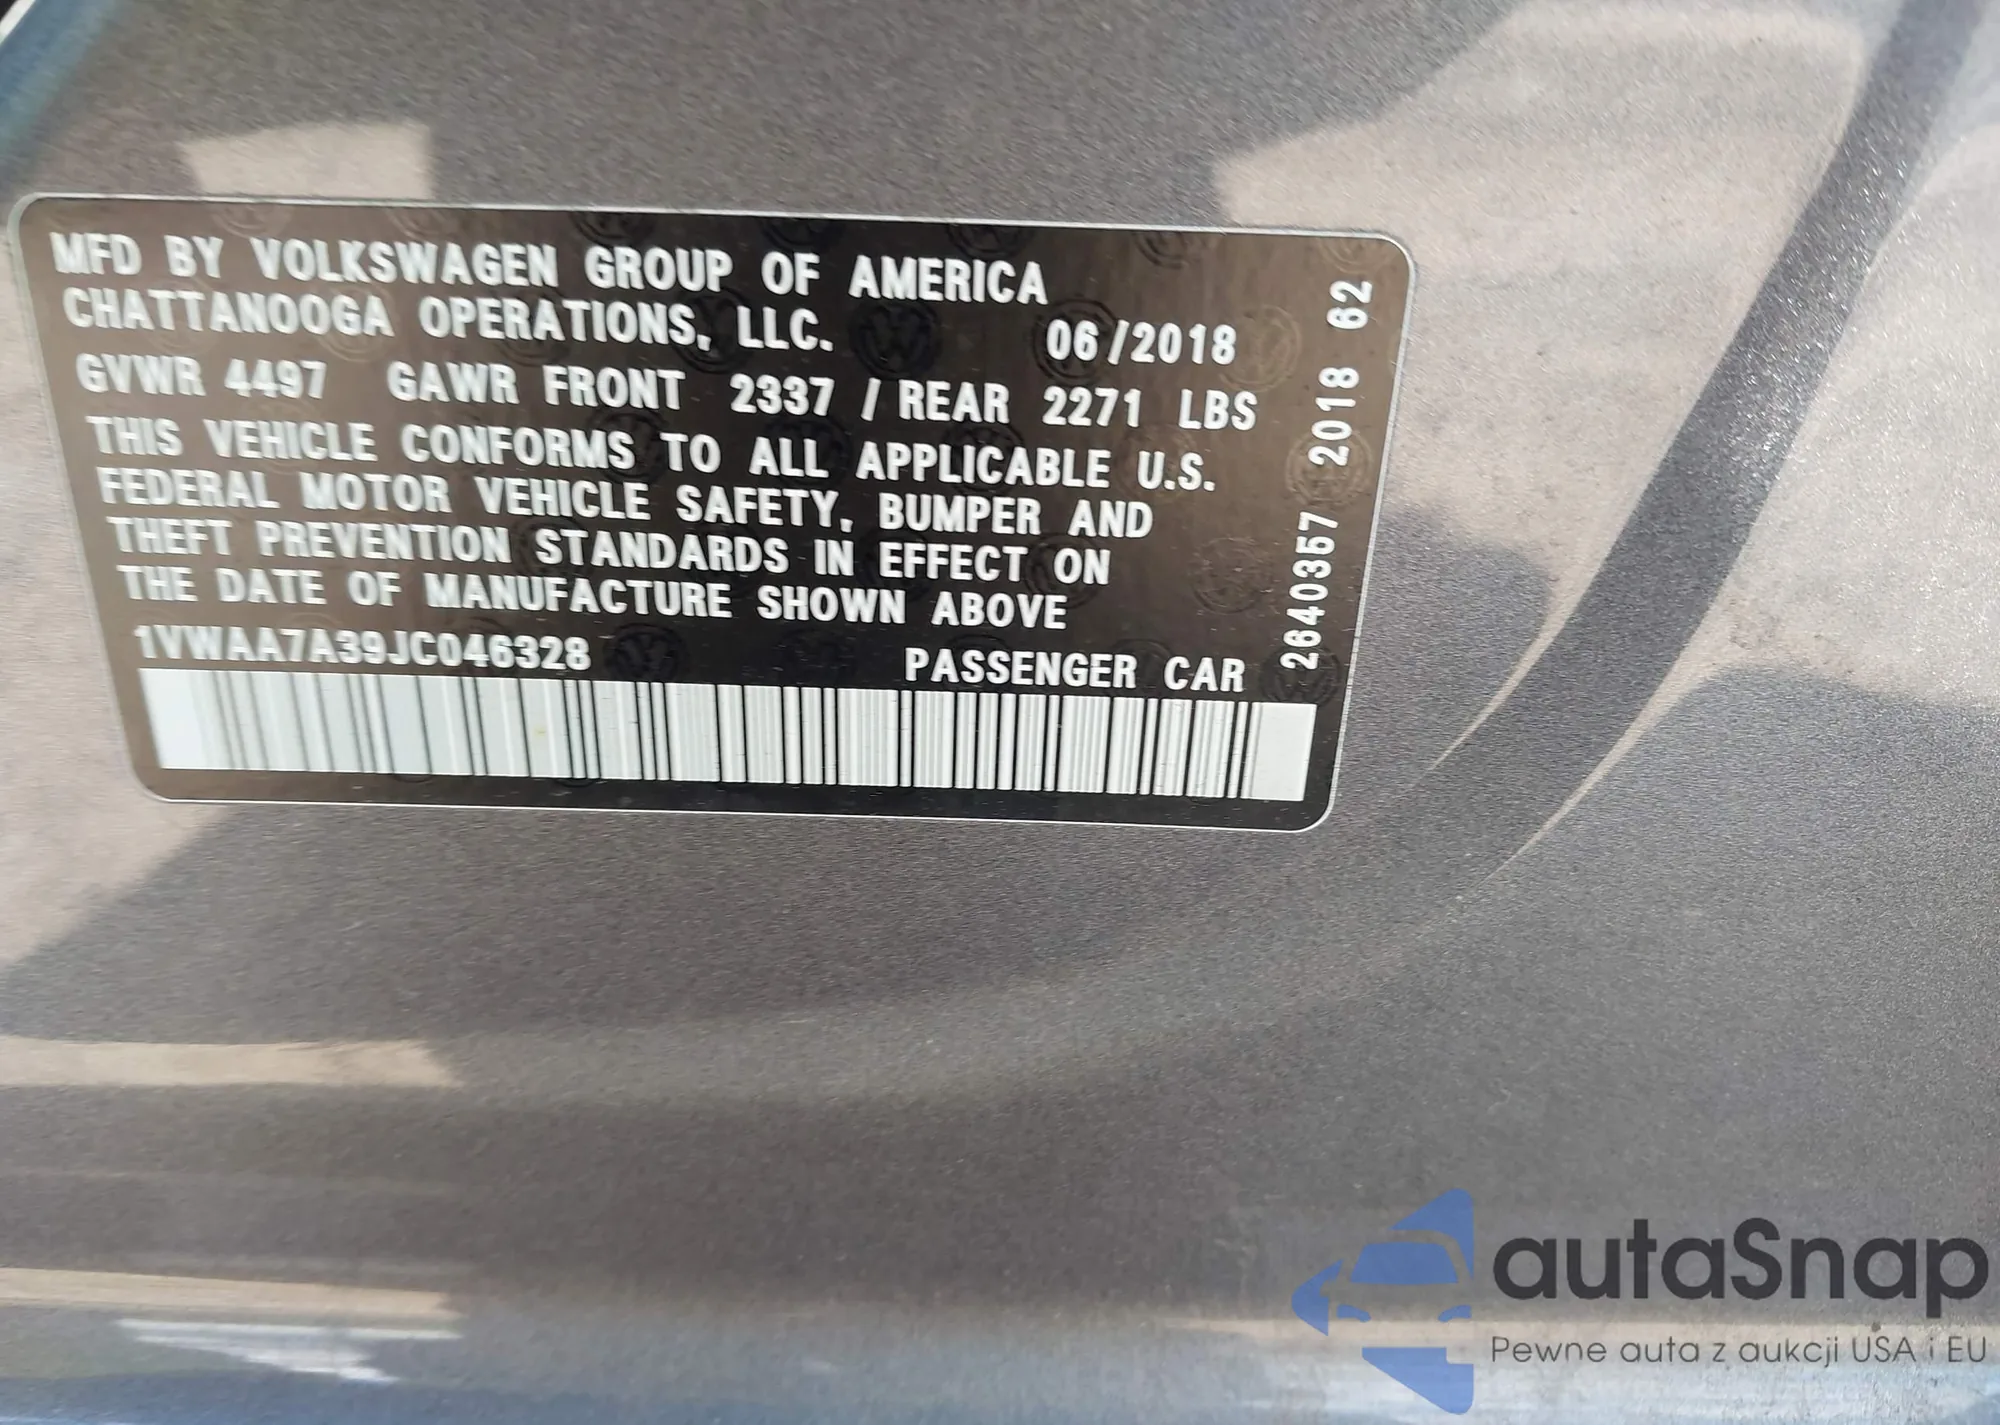 MFD BY VOLKSWAGEN GROUP OF AMERICA
CHATTANOOGA OPERATIONS, LLC. 06/2018
GVWR 4497 GAWR FRONT 2337 / REAR 2271 LBS
THIS VEHICLE CONFORMS TO ALL APPLICABLE U.S.
FEDERAL MOTOR VEHICLE SAFETY, BUMPER AND
THEFT PREVENTION STANDARDS IN EFFECT ON
THE DATE OF MANUFACTURE SHOWN ABOVE
1VWAA7A39JC046328 PASSENGER CAR
2640357 2018 62
autaSnap
Pewne auta z aukcji USA i EU